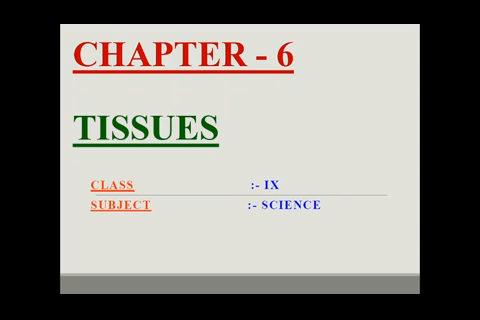 CHAPTER - 6
TISSUES
CLASS :- IX
SUBJECT :- SCIENCE